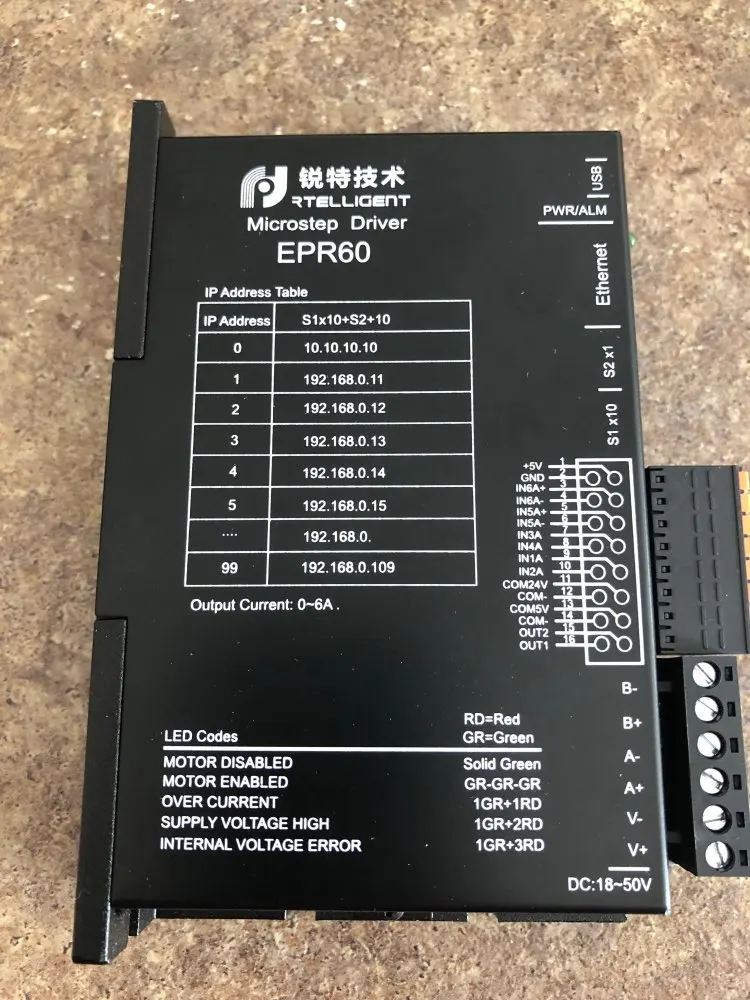 锐特技术
RTELLIGENT
Microstep Driver
EPR60
IP Address Table
IP Address S1x10+S2+10
0 10.10.10.10
1 192.168.0.11
2 192.168.0.12
3 192.168.0.13
4 192.168.0.14
5 192.168.0.15
.... 192.168.0.
99 192.168.0.109
Output Current: 0~6A .
LED Codes
RD=Red
GR=Green
MOTOR DISABLED Solid Green
MOTOR ENABLED GR-GR-GR
OVER CURRENT 1GR+1RD
SUPPLY VOLTAGE HIGH 1GR+2RD
INTERNAL VOLTAGE ERROR 1GR+3RD
USB
PWR/ALM
Ethernet
S2 x1
S1 x10
+5V 1
GND 2
IN6A+ 3
IN6A- 4
IN5A+ 5
IN5A- 6
IN3A 7
IN4A 8
IN1A 9
IN2A 10
COM24V 11
COM- 12
COM5V 13
COM- 14
OUT2 15
OUT1 16
B-
B+
A-
A+
V-
V+
DC:18~50V